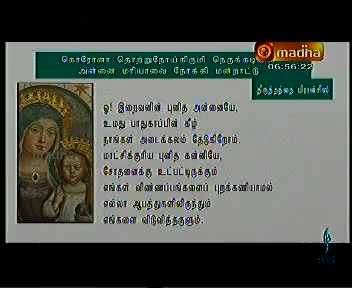 கொரோனா தொற்றுநோய்கிருமி நெருக்கடி
madha
06:56:22
அன்னை மரியாவை நோக்கி மன்றாட்டு
திருத்தந்தை பிரான்சிஸ்
ஓ! இறைவனின் புனித அன்னையே,
உமது பாதுகாப்பின் கீழ்
நாங்கள் அடைக்கலம் தேடுகிறோம்.
மாட்சிக்குரிய புனித கன்னியே,
சோதனைக்கு உட்பட்டிருக்கும்
எங்கள் விண்ணப்பங்களைப் புறக்கணியாமல்
எல்லா ஆபத்துகளிலிருந்தும்
எங்களை விடுவித்தருளும்.